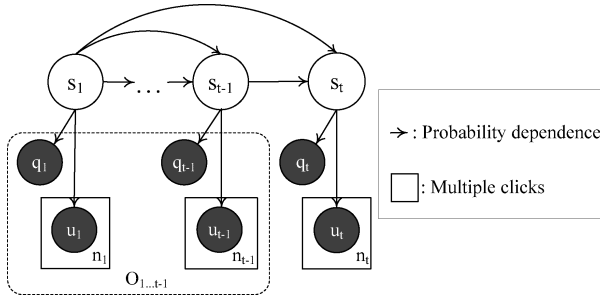 s1 ... st-1 st
q1 qt-1 qt
u1 n1 ut-1 nt-1 ut nt
O1...t-1
: Probability dependence
: Multiple clicks